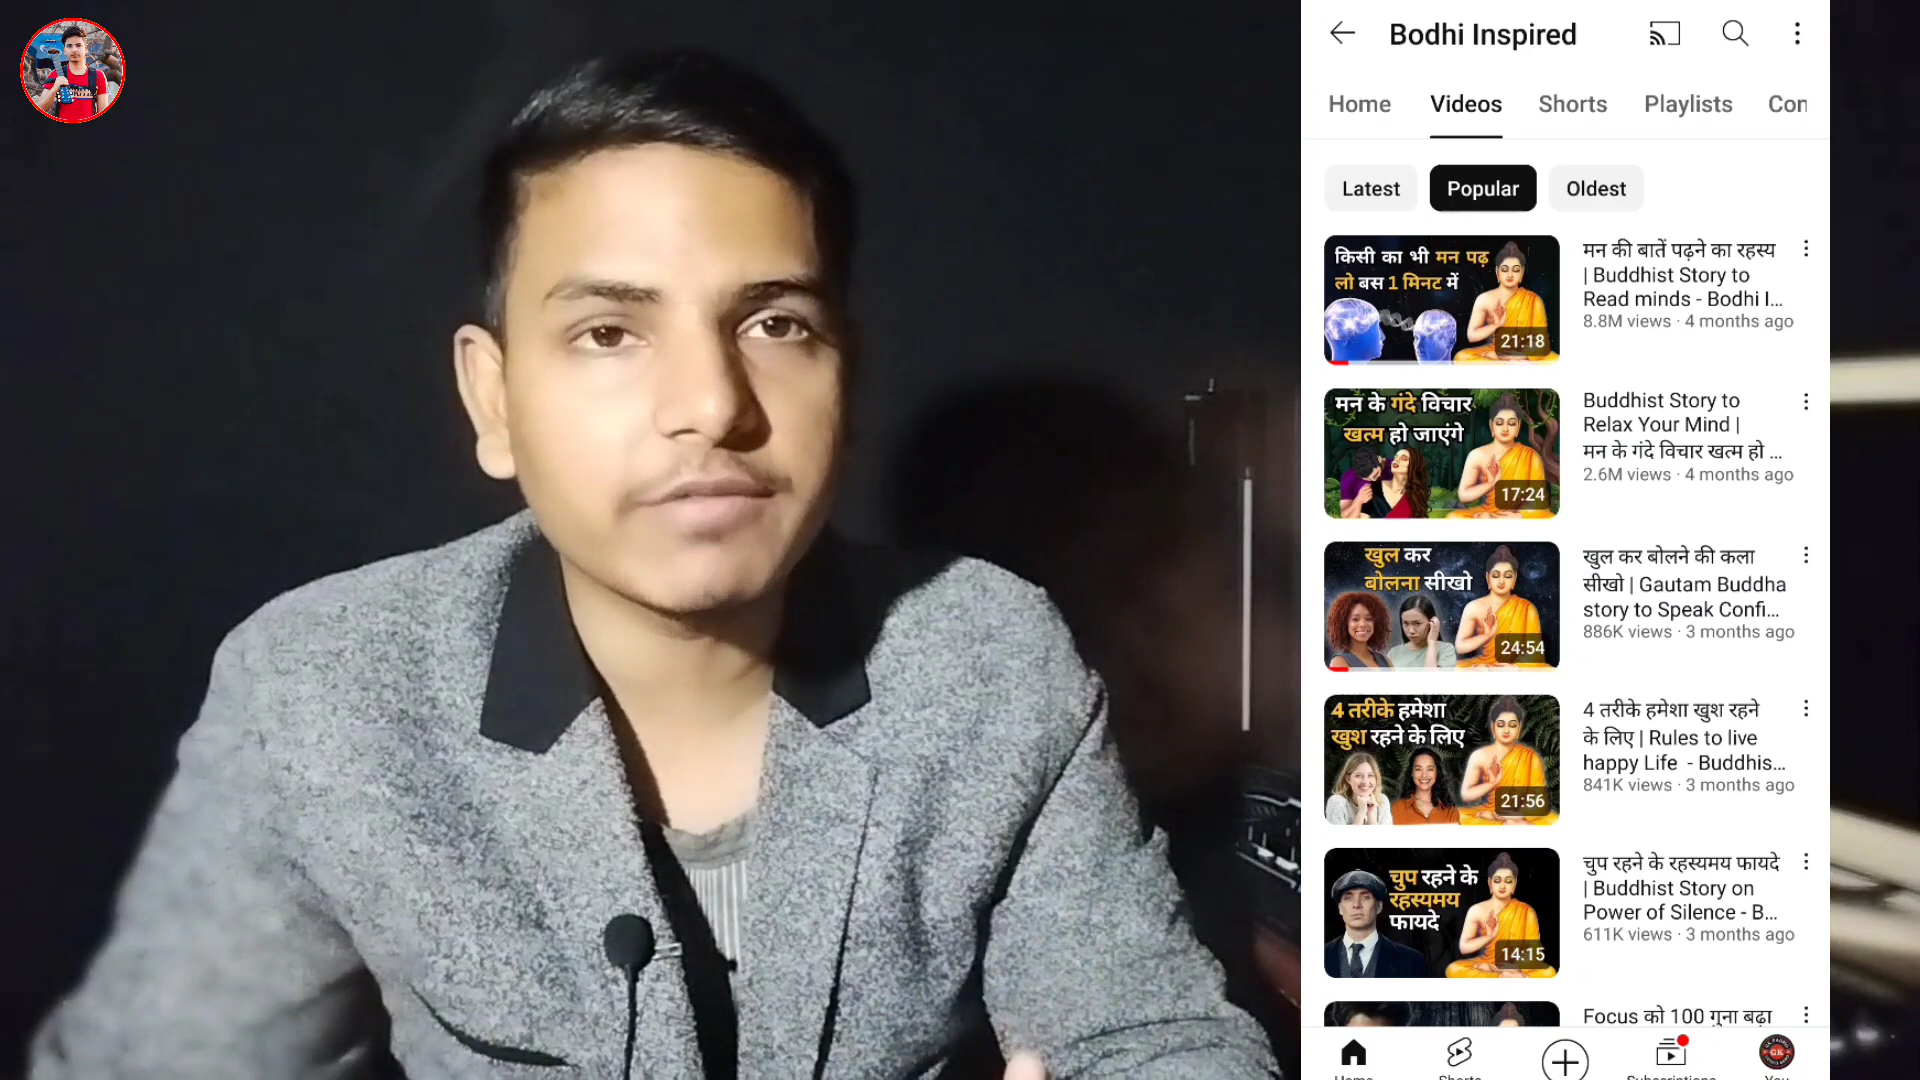 Bodhi Inspired
Home Videos Shorts Playlists Con
Latest Popular Oldest
किसी का भी मन पढ़
लो बस 1 मिनट में
21:18
मन की बातें पढ़ने का रहस्य
| Buddhist Story to
Read minds - Bodhi I...
8.8M views · 4 months ago
मन के गंदे विचार
खत्म हो जाएंगे
17:24
Buddhist Story to
Relax Your Mind |
मन के गंदे विचार खत्म हो ...
2.6M views · 4 months ago
खुल कर
बोलना सीखो
24:54
खुल कर बोलने की कला
सीखो | Gautam Buddha
story to Speak Confi...
886K views · 3 months ago
4 तरीके हमेशा
खुश रहने के लिए
21:56
4 तरीके हमेशा खुश रहने
के लिए | Rules to live
happy Life - Buddhis...
841K views · 3 months ago
चुप रहने के
रहस्यमय
फायदे
14:15
चुप रहने के रहस्यमय फायदे
| Buddhist Story on
Power of Silence - B...
611K views · 3 months ago
Focus को 100 गुना बढ़ा
GK
Home Shorts Subscriptions You